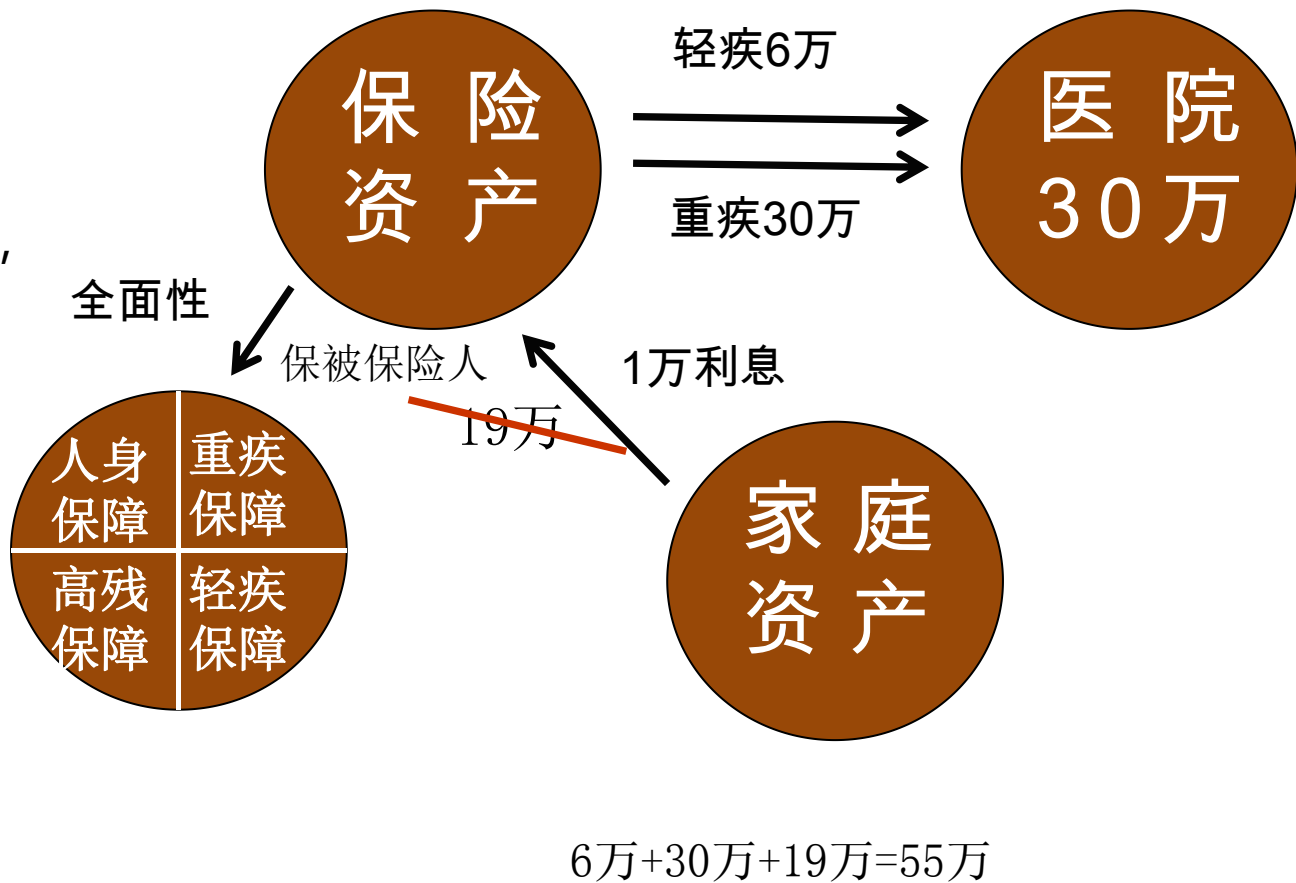 轻疾6万
保 险
资 产
医 院
30万
重疾30万
,
全面性
保被保险人
1万利息
19万
人身
保障
重疾
保障
高残
保障
轻疾
保障
家 庭
资 产
6万+30万+19万=55万